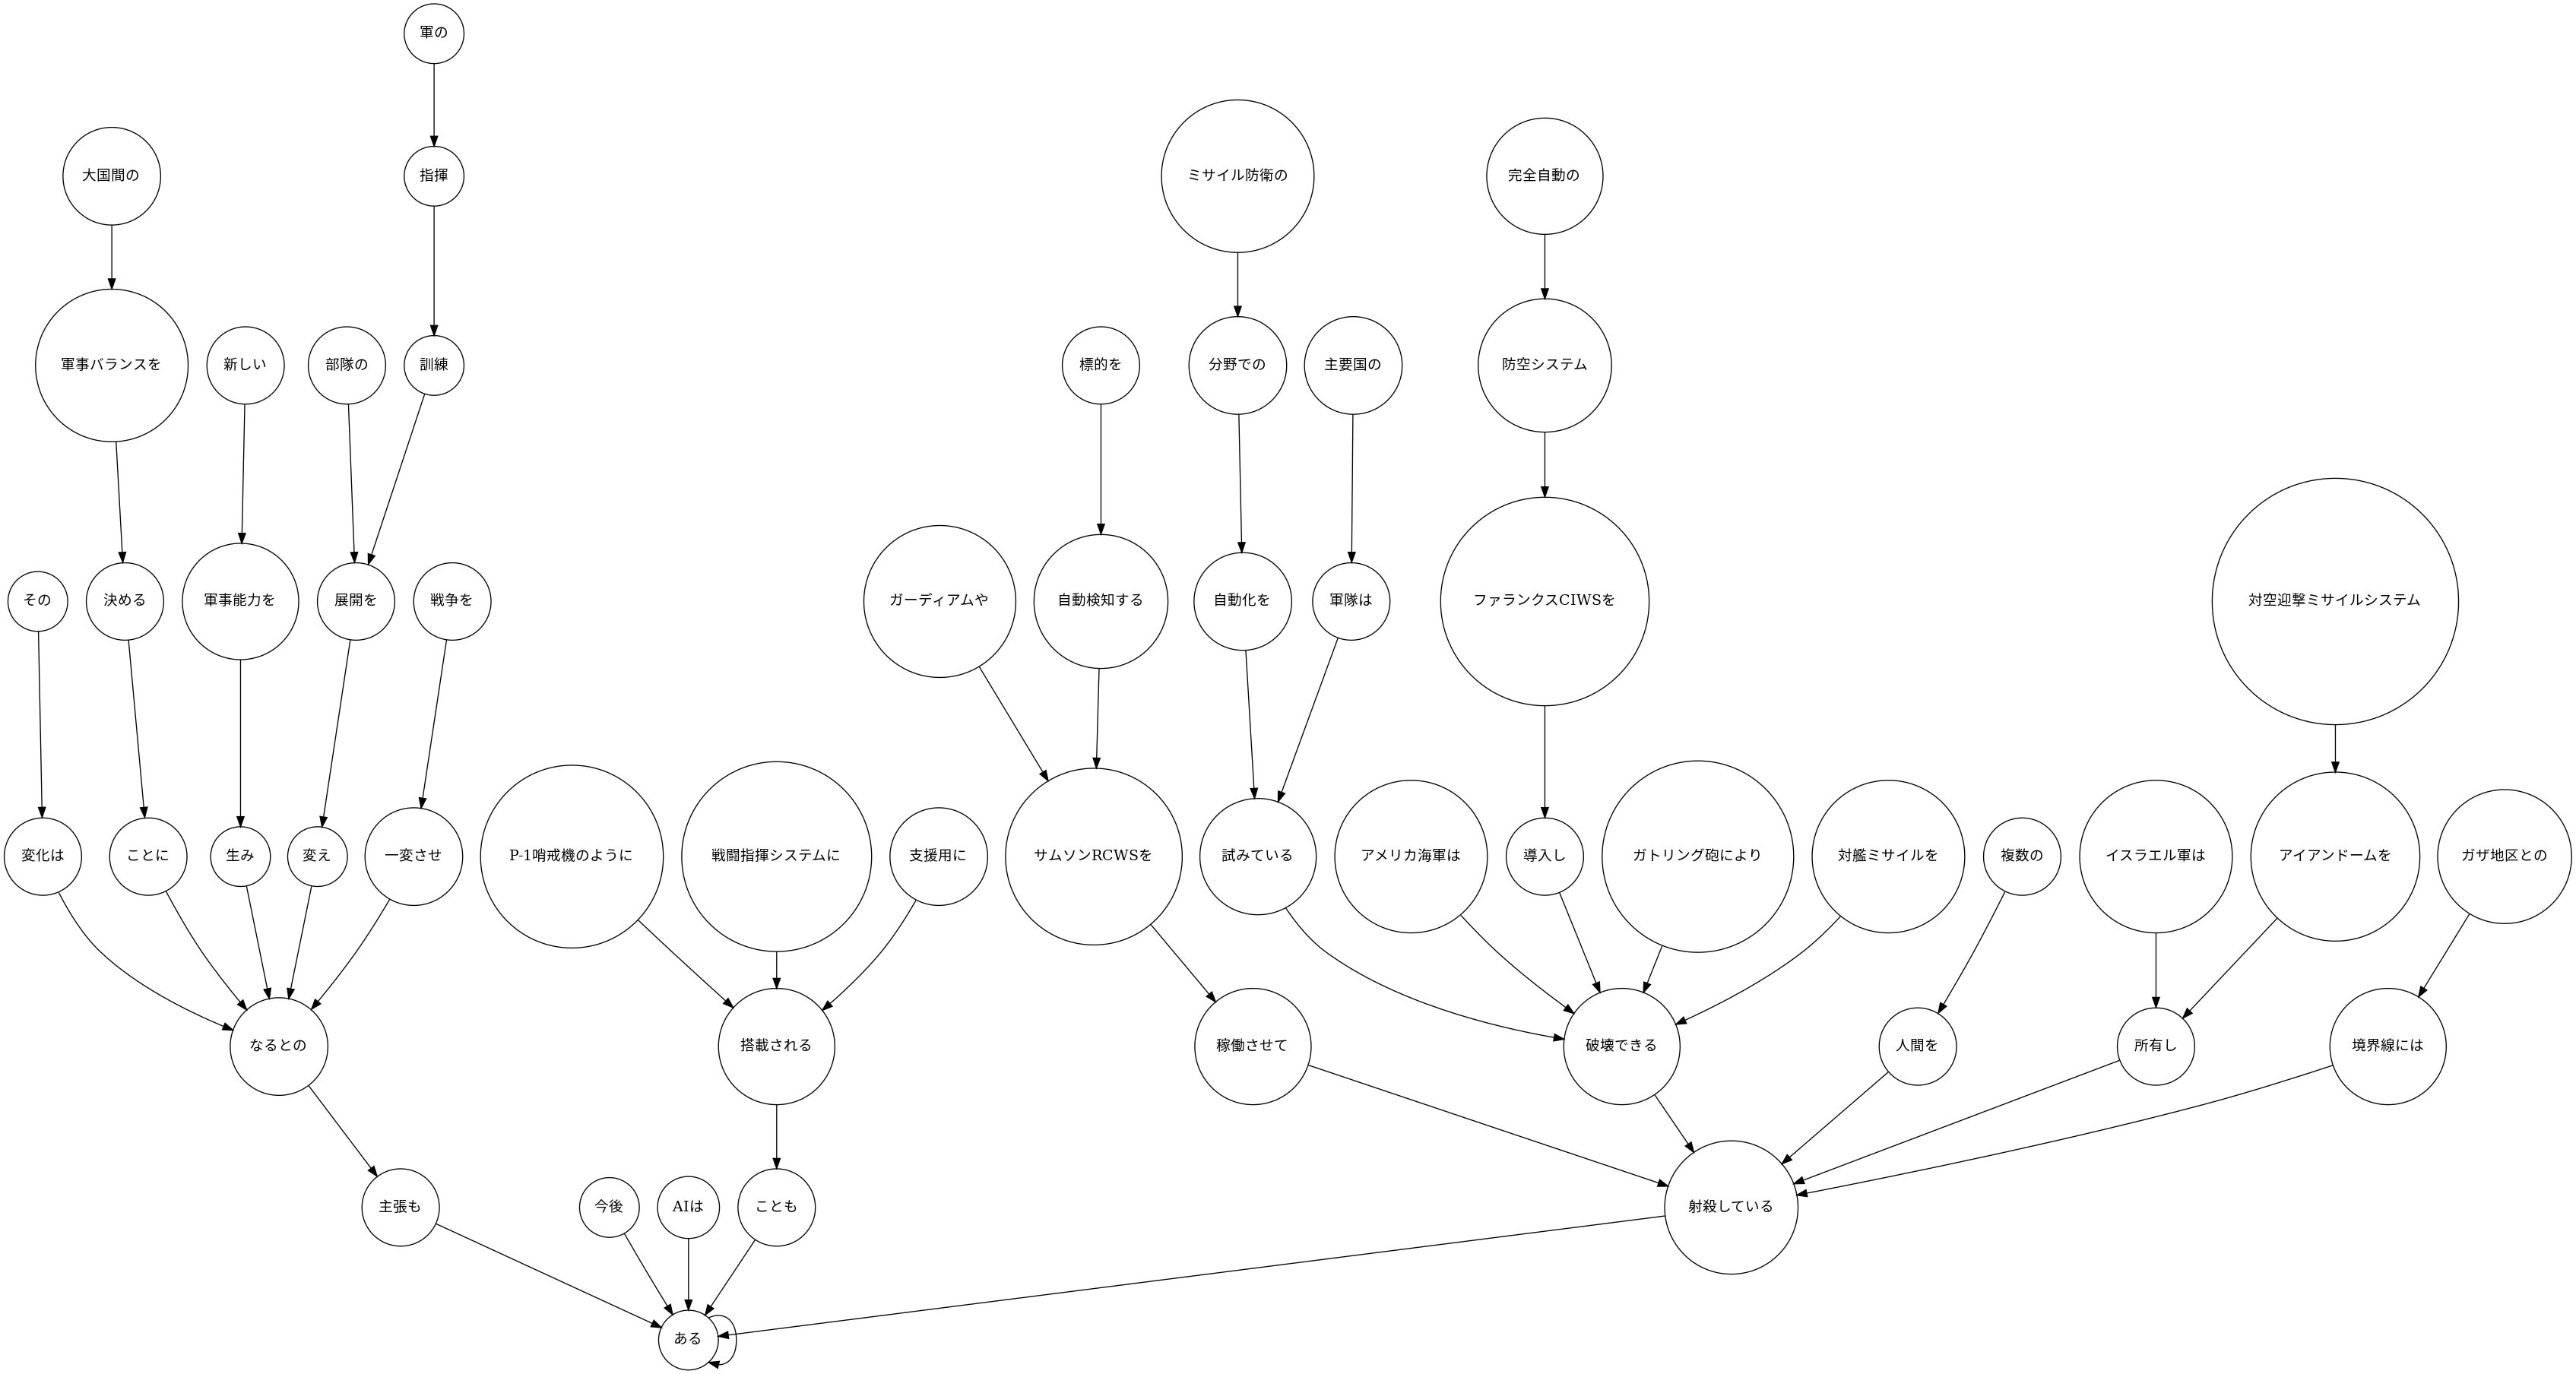 軍の
大国間の
指揮
ミサイル防衛の
完全自動の
軍事バランスを
新しい
部隊の
訓練
標的を
分野での
主要国の
防空システム
その
決める
軍事能力を
展開を
戦争を
ガーディアムや
自動検知する
自動化を
軍隊は
ファランクスCIWSを
対空迎撃ミサイルシステム
変化は
ことに
生み
変え
一変させ
P-1哨戒機のように
戦闘指揮システムに
支援用に
サムソンRCWSを
試みている
アメリカ海軍は
導入し
ガトリング砲により
対艦ミサイルを
複数の
イスラエル軍は
アイアンドームを
ガザ地区との
なるとの
搭載される
稼働させて
破壊できる
人間を
所有し
境界線には
主張も
今後
AIは
ことも
射殺している
ある